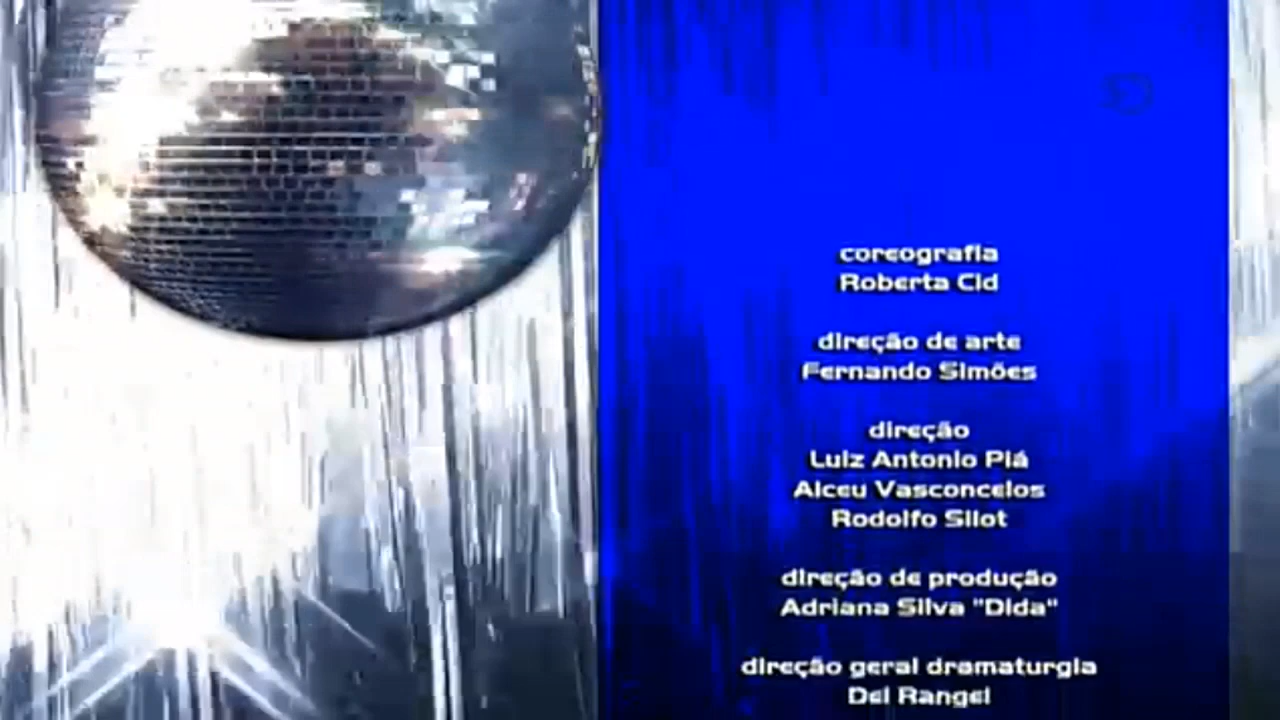 coreografia
Roberta Cid
direção de arte
Fernando Simões
direção
Luiz Antonio Piá
Alceu Vasconcelos
Rodolfo Silot
direção de produção
Adriana Silva "Dida"
direção geral dramaturgia
Del Rangel